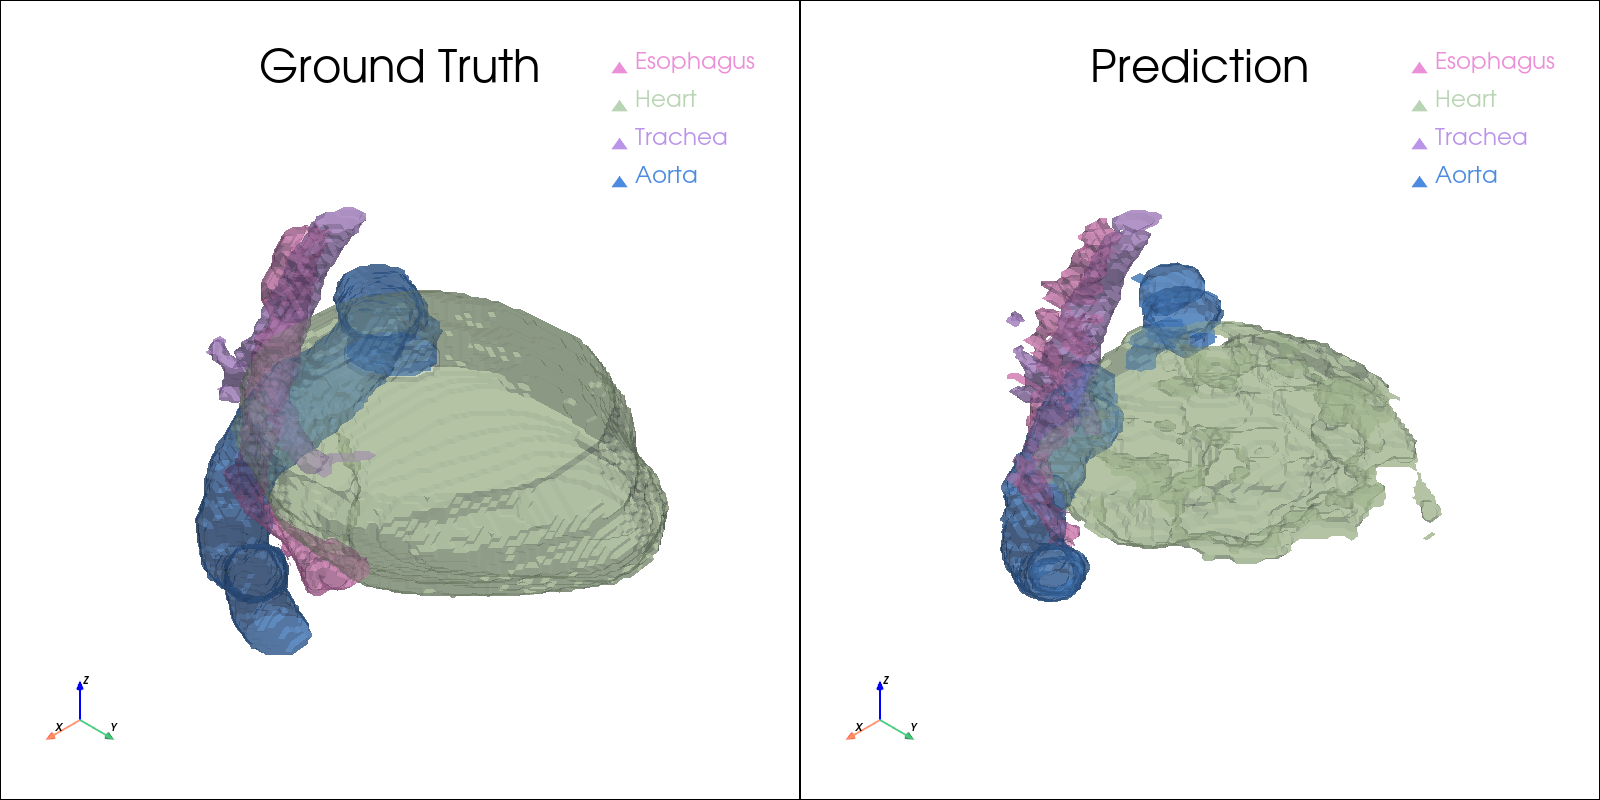 Ground Truth
Esophagus
Heart
Trachea
Aorta
Z
X
Y
Prediction
Esophagus
Heart
Trachea
Aorta
Z
X
Y